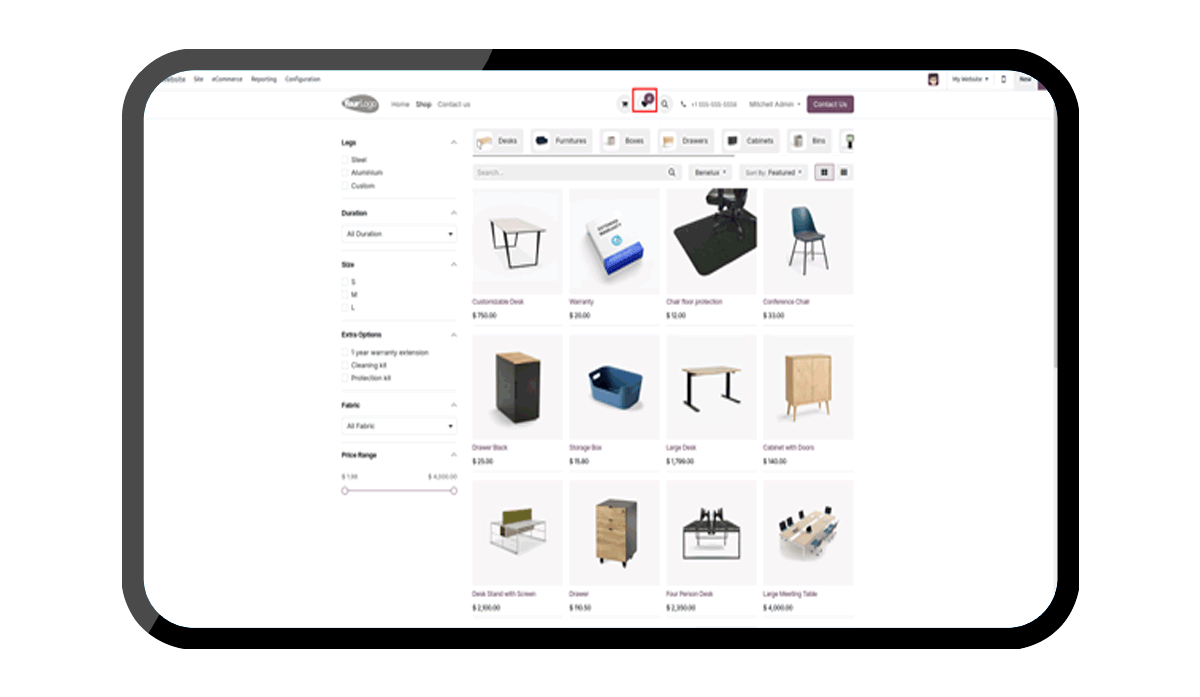 Website Site eCommerce Reporting Configuration My Website New
YourLogo Home Shop Contact us +1 555-555-5556 Mitchell Admin Contact Us
Desks Furnitures Boxes Drawers Cabinets Bins
Search... Benelux Sort By: Featured
Legs
Steel
Aluminium
Custom
Duration
All Duration
Size
S
M
L
Extra Options
1 year warranty extension
Cleaning kit
Protection kit
Fabric
All Fabric
Price Range
$ 1.98 $ 4,000.00
EXTENDED
WARRANTY
Customizable Desk Warranty Chair floor protection Conference Chair
$ 750.00 $ 20.00 $ 12.00 $ 33.00
Drawer Black Storage Box Large Desk Cabinet with Doors
$ 25.00 $ 15.80 $ 1,799.00 $ 140.00
Desk Stand with Screen Drawer Four Person Desk Large Meeting Table
$ 2,100.00 $ 110.50 $ 2,350.00 $ 4,000.00